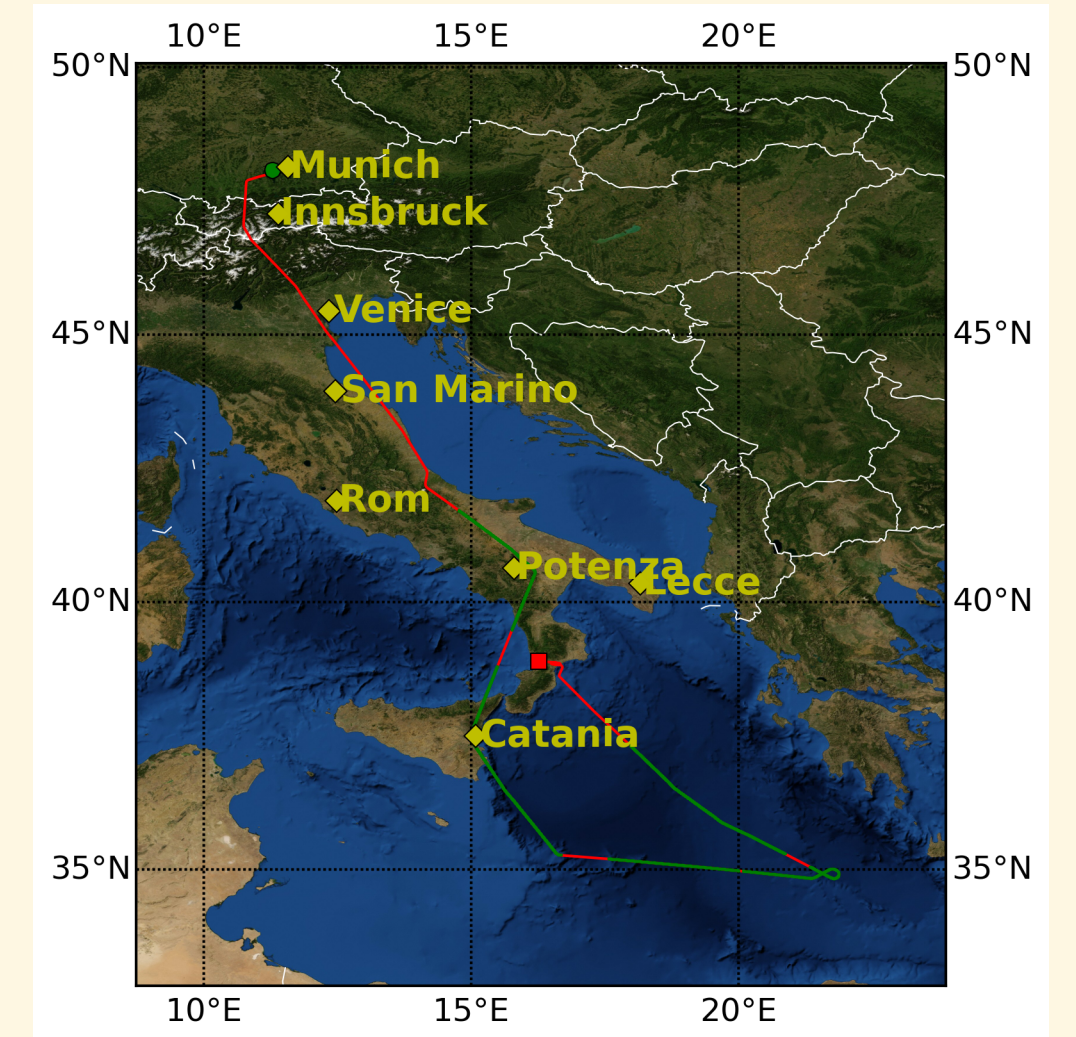 10°E 15°E 20°E
50°N 50°N
Munich
Innsbruck
Venice
45°N 45°N
San Marino
Rom
Potenza
Lecce
40°N 40°N
Catania
35°N 35°N
10°E 15°E 20°E